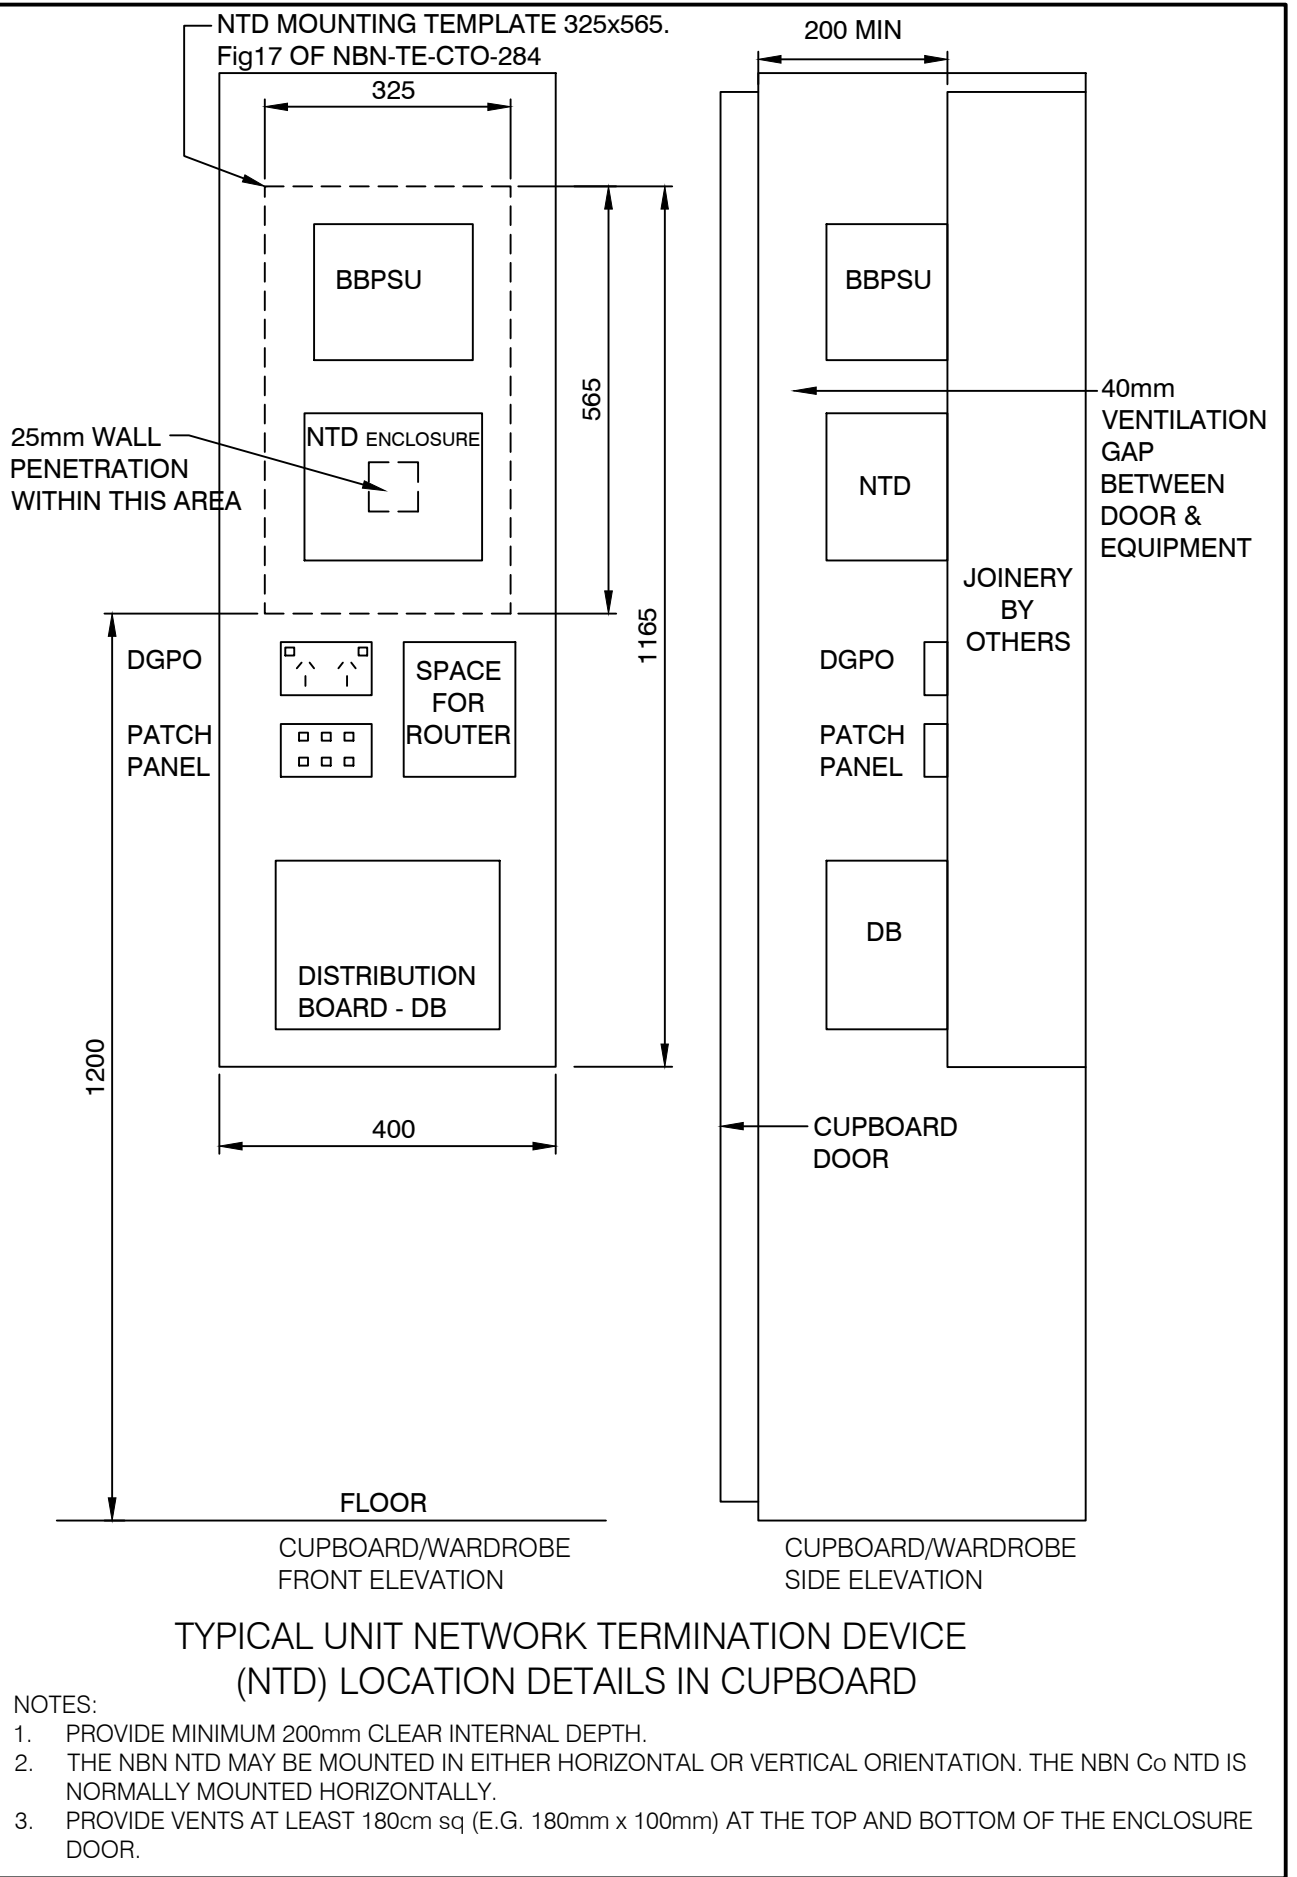 NTD MOUNTING TEMPLATE 325x565.
Fig17 OF NBN-TE-CTO-284
325
BBPSU
565
1165
25mm WALL
PENETRATION
WITHIN THIS AREA
NTD ENCLOSURE
DGPO
PATCH
PANEL
SPACE
FOR
ROUTER
DISTRIBUTION
BOARD - DB
1200
400
FLOOR
CUPBOARD/WARDROBE
FRONT ELEVATION
200 MIN
BBPSU
40mm
VENTILATION
GAP
BETWEEN
DOOR &
EQUIPMENT
NTD
JOINERY
BY
OTHERS
DGPO
PATCH
PANEL
DB
CUPBOARD
DOOR
CUPBOARD/WARDROBE
SIDE ELEVATION
TYPICAL UNIT NETWORK TERMINATION DEVICE
(NTD) LOCATION DETAILS IN CUPBOARD
NOTES:
1. PROVIDE MINIMUM 200mm CLEAR INTERNAL DEPTH.
2. THE NBN NTD MAY BE MOUNTED IN EITHER HORIZONTAL OR VERTICAL ORIENTATION. THE NBN Co NTD IS
NORMALLY MOUNTED HORIZONTALLY.
3. PROVIDE VENTS AT LEAST 180cm sq (E.G. 180mm x 100mm) AT THE TOP AND BOTTOM OF THE ENCLOSURE
DOOR.